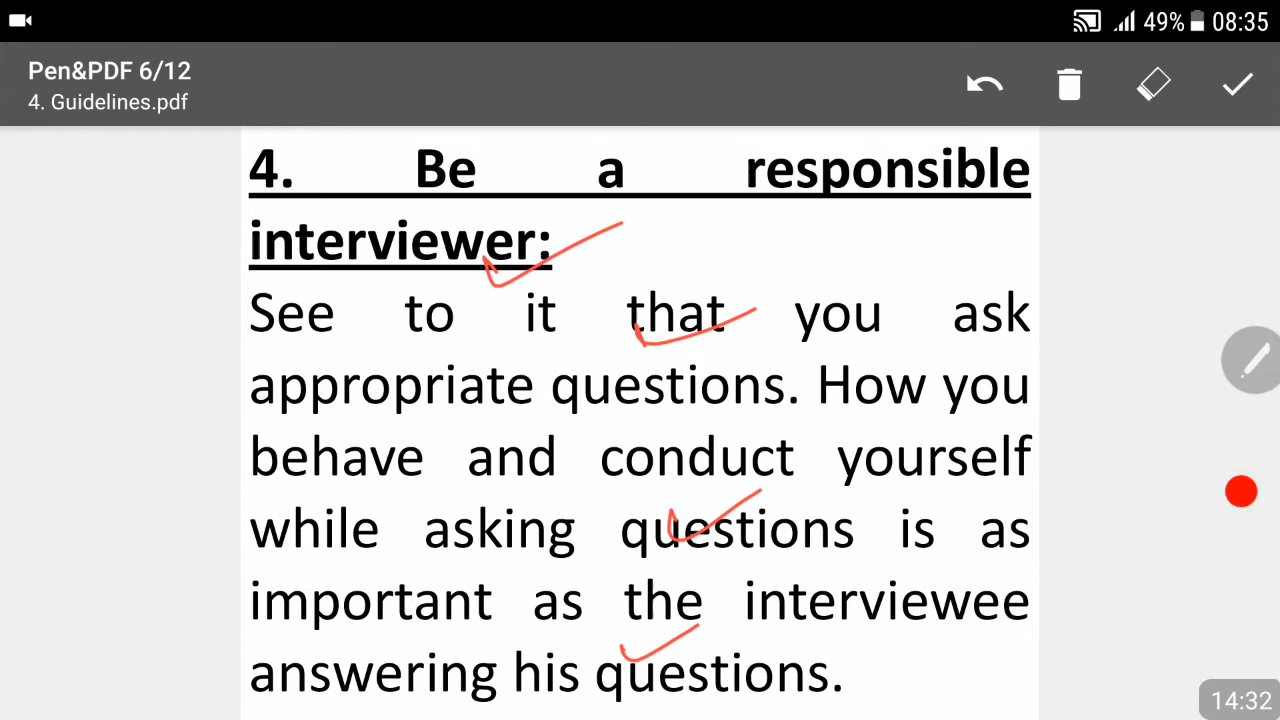 49% 08:35
Pen&PDF 6/12
4. Guidelines.pdf
4. Be a responsible
interviewer:
See to it that you ask
appropriate questions. How you
behave and conduct yourself
while asking questions is as
important as the interviewee
answering his questions.
14:32